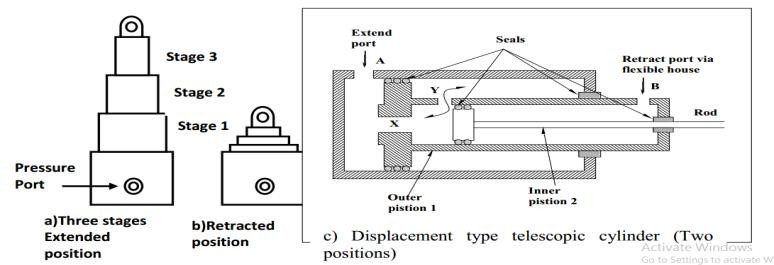 Stage 3
Stage 2
Stage 1
Pressure
Port
a)Three stages
Extended
position
b)Retracted
position
Extend
port
A
Seals
Retract port via
flexible house
B
Y
X
Rod
Outer
pistion 1
Inner
pistion 2
c) Displacement type telescopic cylinder (Two
positions)
Activate Windows
Go to Settings to activate W